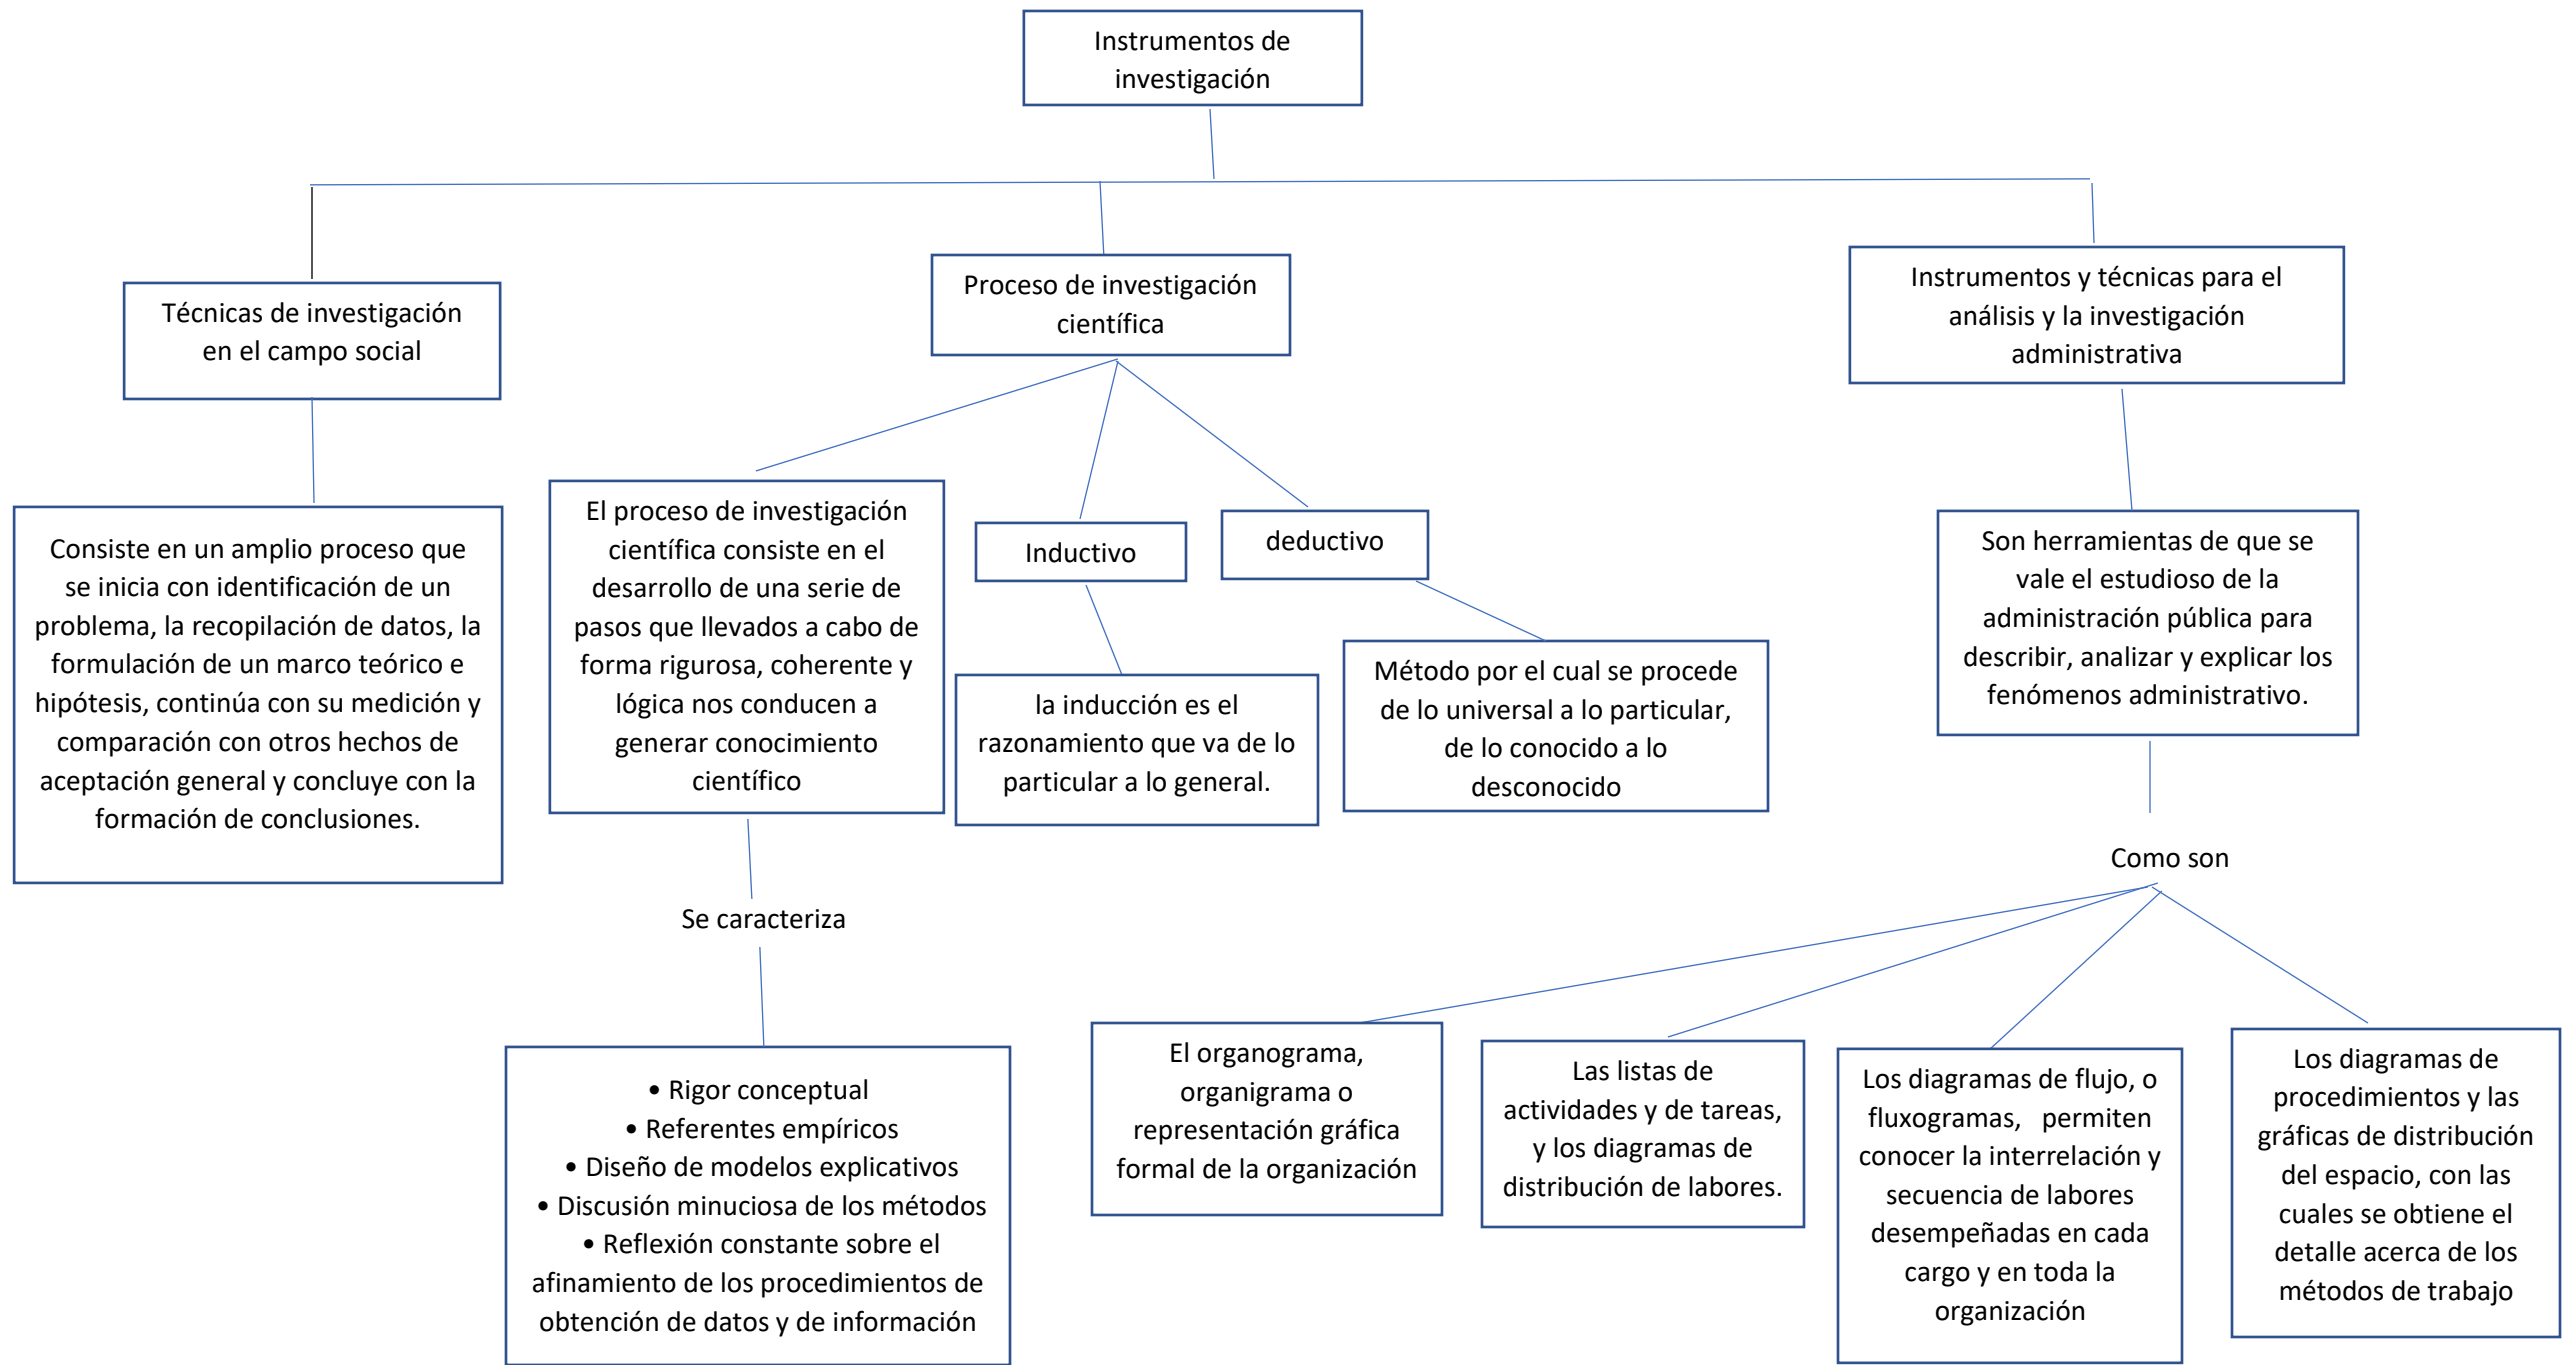 Instrumentos de
investigación
Técnicas de investigación
en el campo social
Proceso de investigación
científica
Instrumentos y técnicas para el
análisis y la investigación
administrativa
Consiste en un amplio proceso que
se inicia con identificación de un
problema, la recopilación de datos, la
formulación de un marco teórico e
hipótesis, continúa con su medición y
comparación con otros hechos de
aceptación general y concluye con la
formación de conclusiones.
El proceso de investigación
científica consiste en el
desarrollo de una serie de
pasos que llevados a cabo de
forma rigurosa, coherente y
lógica nos conducen a
generar conocimiento
científico
Inductivo
deductivo
la inducción es el
razonamiento que va de lo
particular a lo general.
Método por el cual se procede
de lo universal a lo particular,
de lo conocido a lo
desconocido
Son herramientas de que se
vale el estudioso de la
administración pública para
describir, analizar y explicar los
fenómenos administrativo.
Se caracteriza
Como son
• Rigor conceptual
• Referentes empíricos
• Diseño de modelos explicativos
• Discusión minuciosa de los métodos
• Reflexión constante sobre el
afinamiento de los procedimientos de
obtención de datos y de información
El organograma,
organigrama o
representación gráfica
formal de la organización
Las listas de
actividades y de tareas,
y los diagramas de
distribución de labores.
Los diagramas de flujo, o
fluxogramas, permiten
conocer la interrelación y
secuencia de labores
desempeñadas en cada
cargo y en toda la
organización
Los diagramas de
procedimientos y las
gráficas de distribución
del espacio, con las
cuales se obtiene el
detalle acerca de los
métodos de trabajo